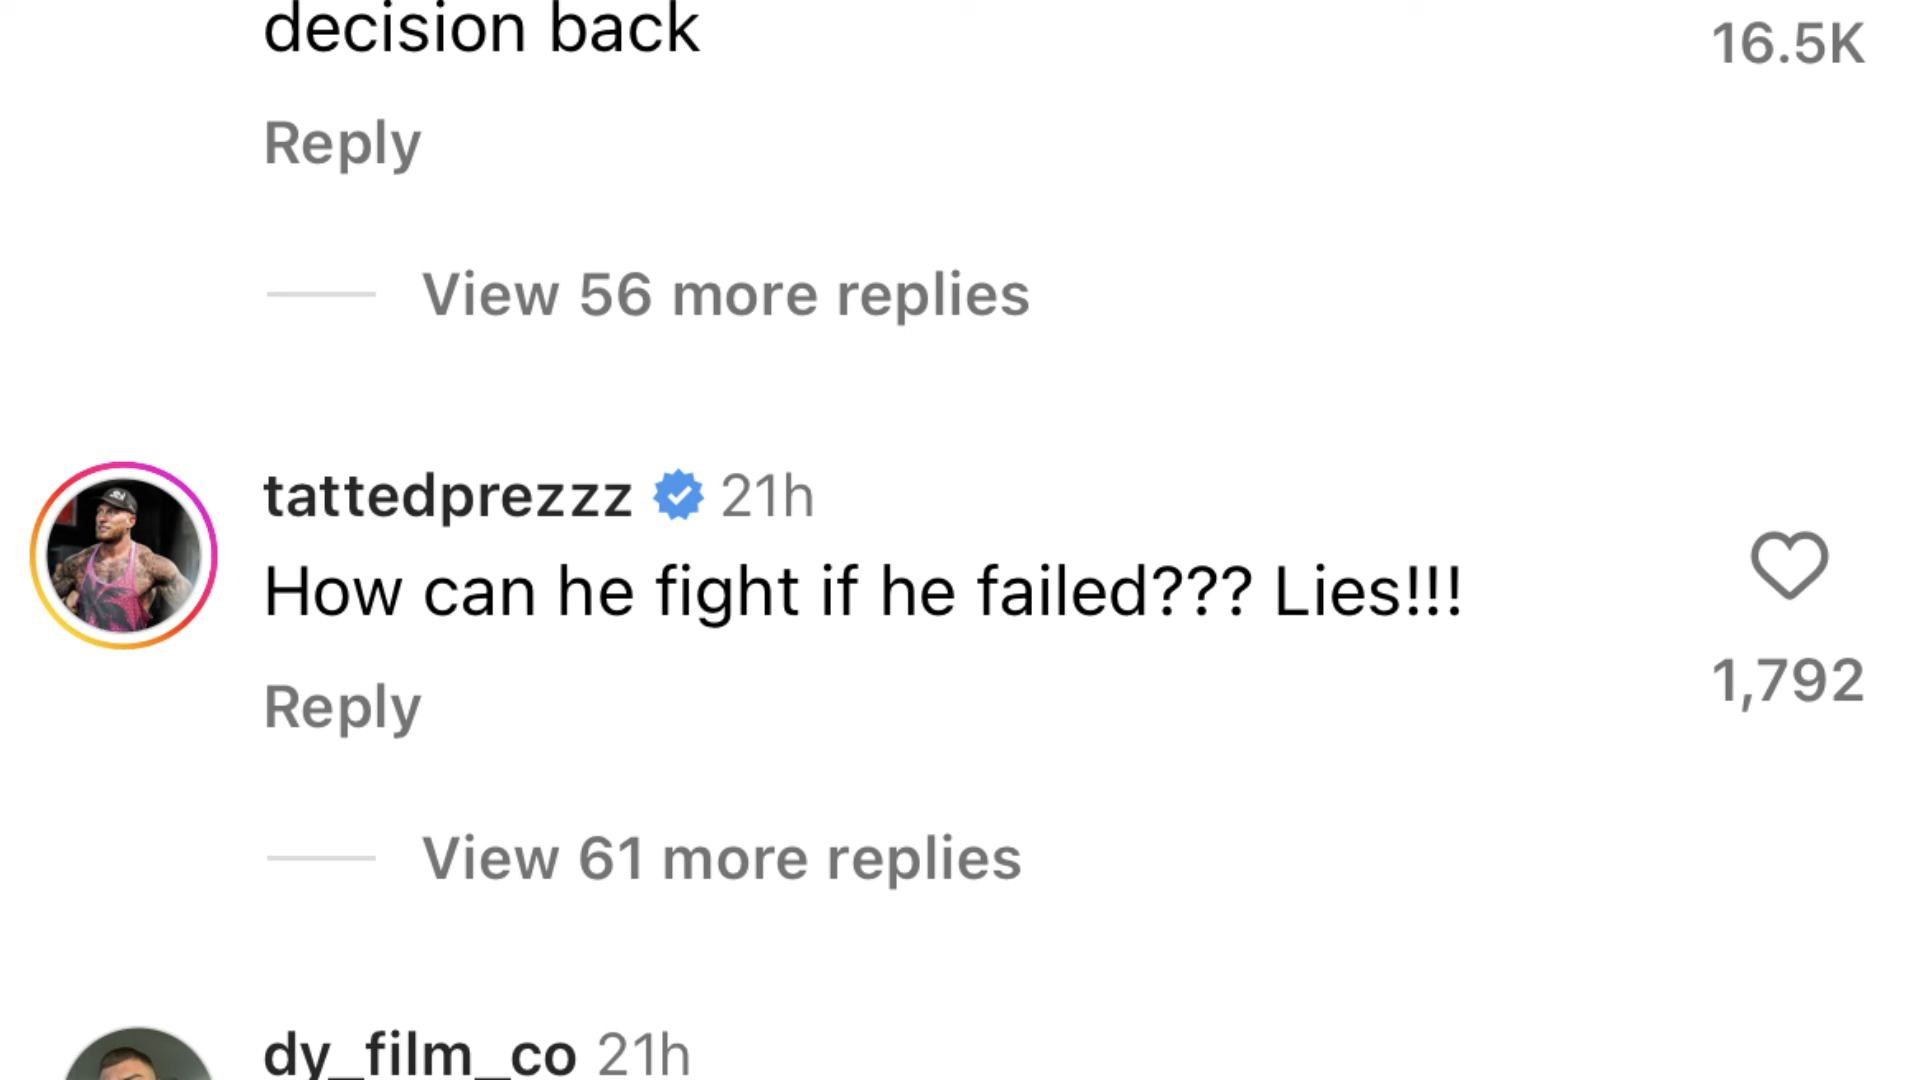 decision back
16.5K
Reply
View 56 more replies
tattedprezzz 21h
How can he fight if he failed??? Lies!!!
Reply
1,792
View 61 more replies
dy_film_co 21h